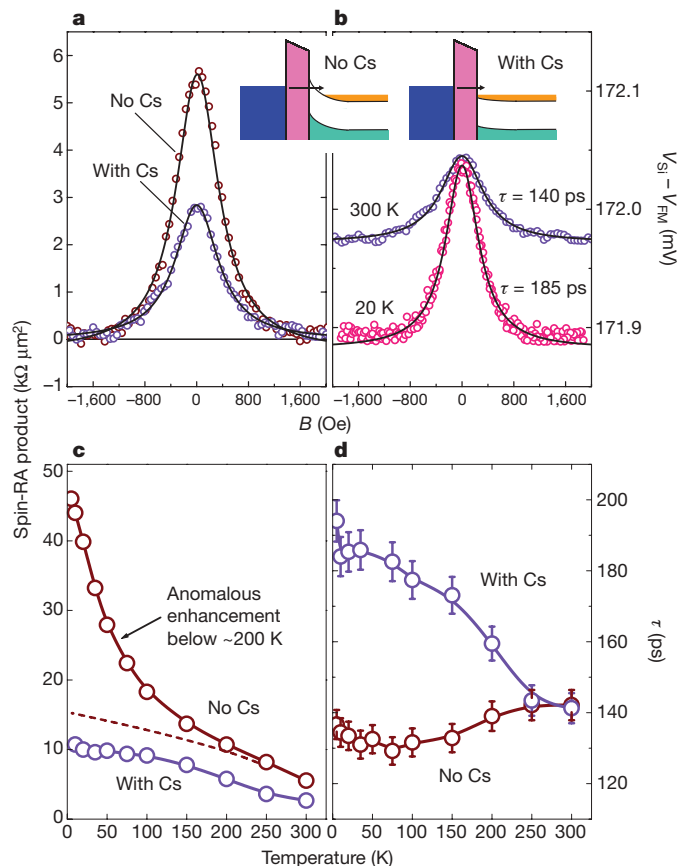 a
b
No Cs
With Cs
No Cs
With Cs
300 K
τ = 140 ps
20 K
τ = 185 ps
6
5
4
3
2
1
0
−1
172.1
172.0
171.9
V_Si − V_FM (mV)
−1,600
−800
0
800
1,600
−1,600
−800
0
800
1,600
B (Oe)
Spin-RA product (kΩ μm²)
c
d
50
40
30
20
10
0
Anomalous
enhancement
below ~200 K
No Cs
With Cs
With Cs
No Cs
200
180
160
140
120
τ (ps)
0
50
100
150
200
250
300
0
50
100
150
200
250
300
Temperature (K)